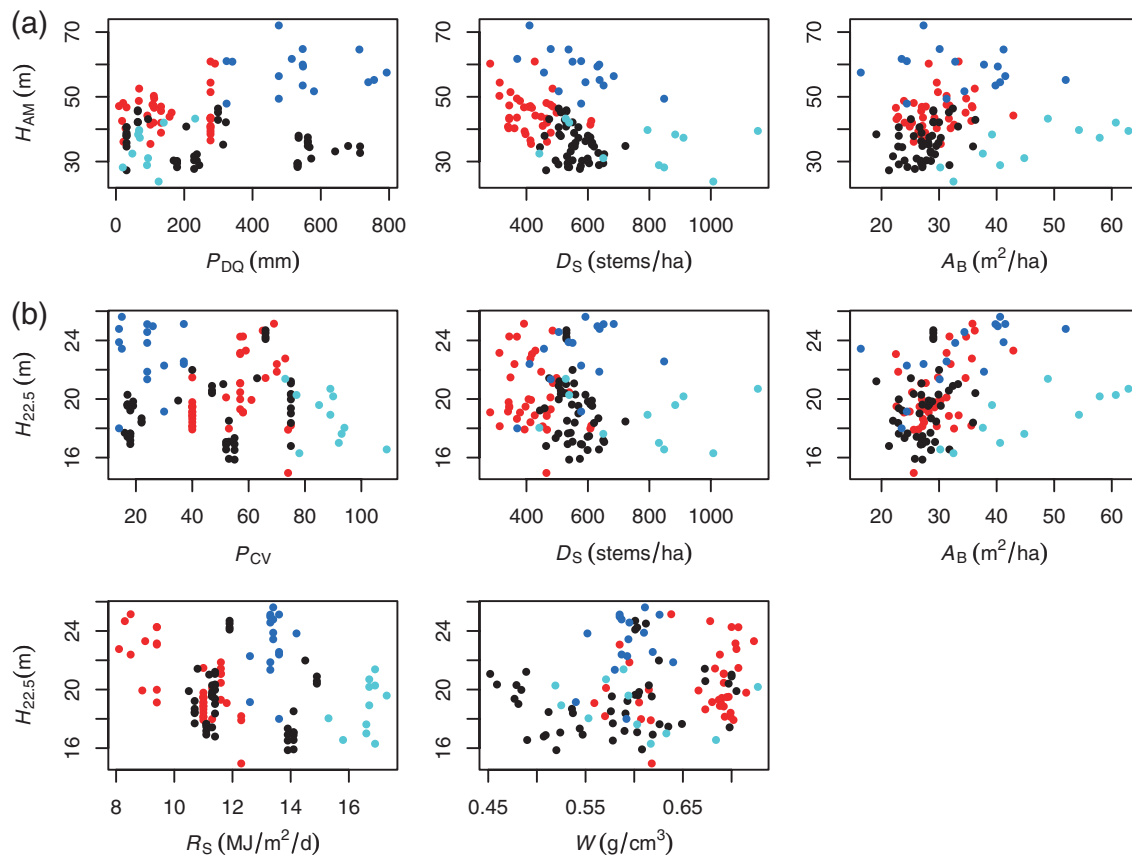 (a)
70
50
30
H_AM (m)
0 200 400 600 800
P_DQ (mm)
400 600 800 1000
D_S (stems/ha)
70
50
30
20 30 40 50 60
A_B (m²/ha)
(b)
24
20
16
H_22.5 (m)
20 40 60 80 100
P_CV
24
20
16
400 600 800 1000
D_S (stems/ha)
24
20
16
20 30 40 50 60
A_B (m²/ha)
24
20
16
H_22.5 (m)
8 10 12 14 16
R_S (MJ/m²/d)
24
20
16
0.45 0.55 0.65
W (g/cm³)